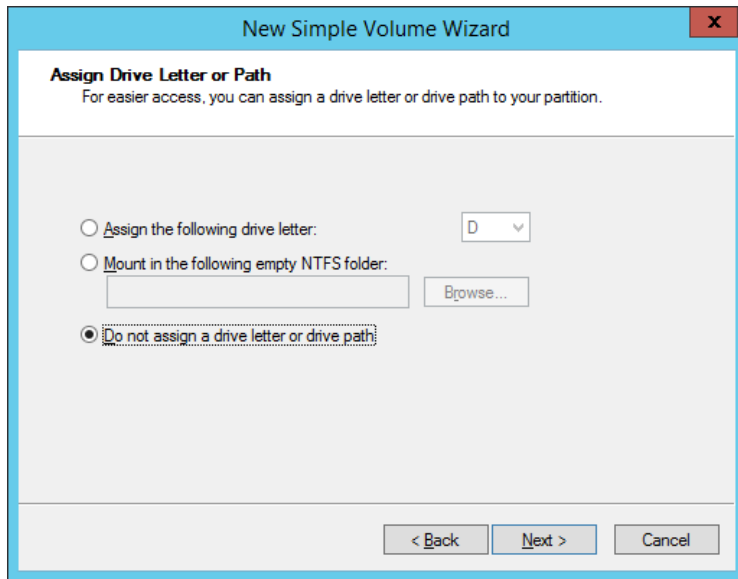 New Simple Volume Wizard
x
Assign Drive Letter or Path
For easier access, you can assign a drive letter or drive path to your partition.
Assign the following drive letter: D
Mount in the following empty NTFS folder:
Browse...
Do not assign a drive letter or drive path
< Back Next > Cancel